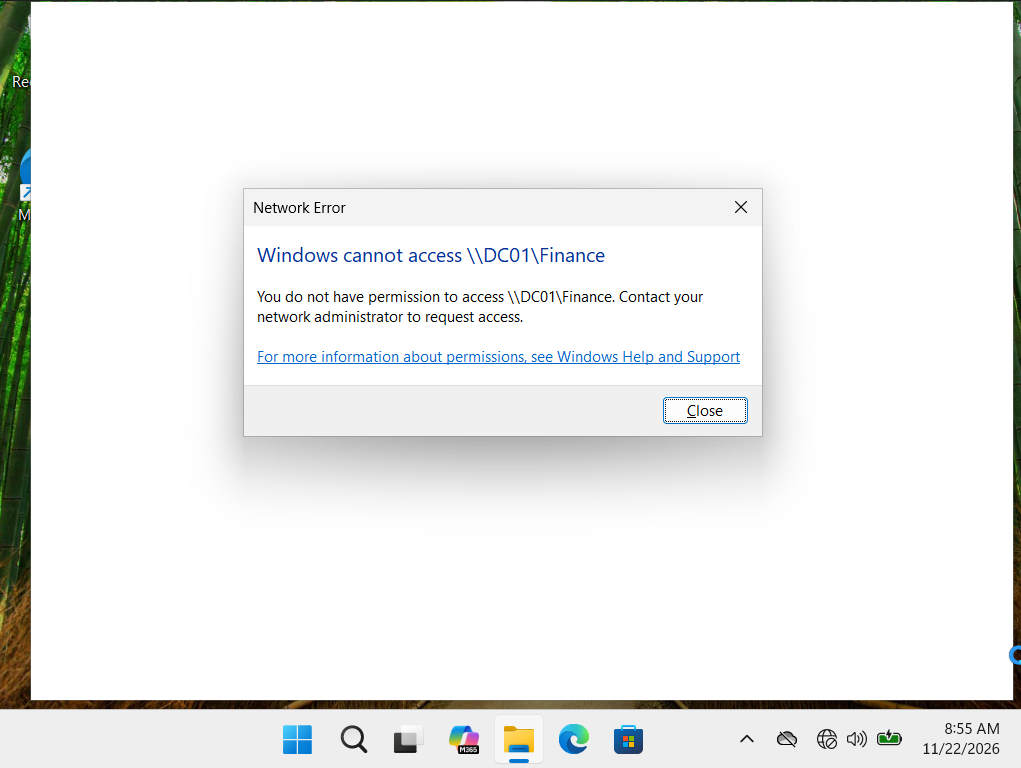 Re
M
Network Error
Windows cannot access \\DC01\Finance
You do not have permission to access \\DC01\Finance. Contact your
network administrator to request access.
For more information about permissions, see Windows Help and Support
Close
M365
8:55 AM
11/22/2026